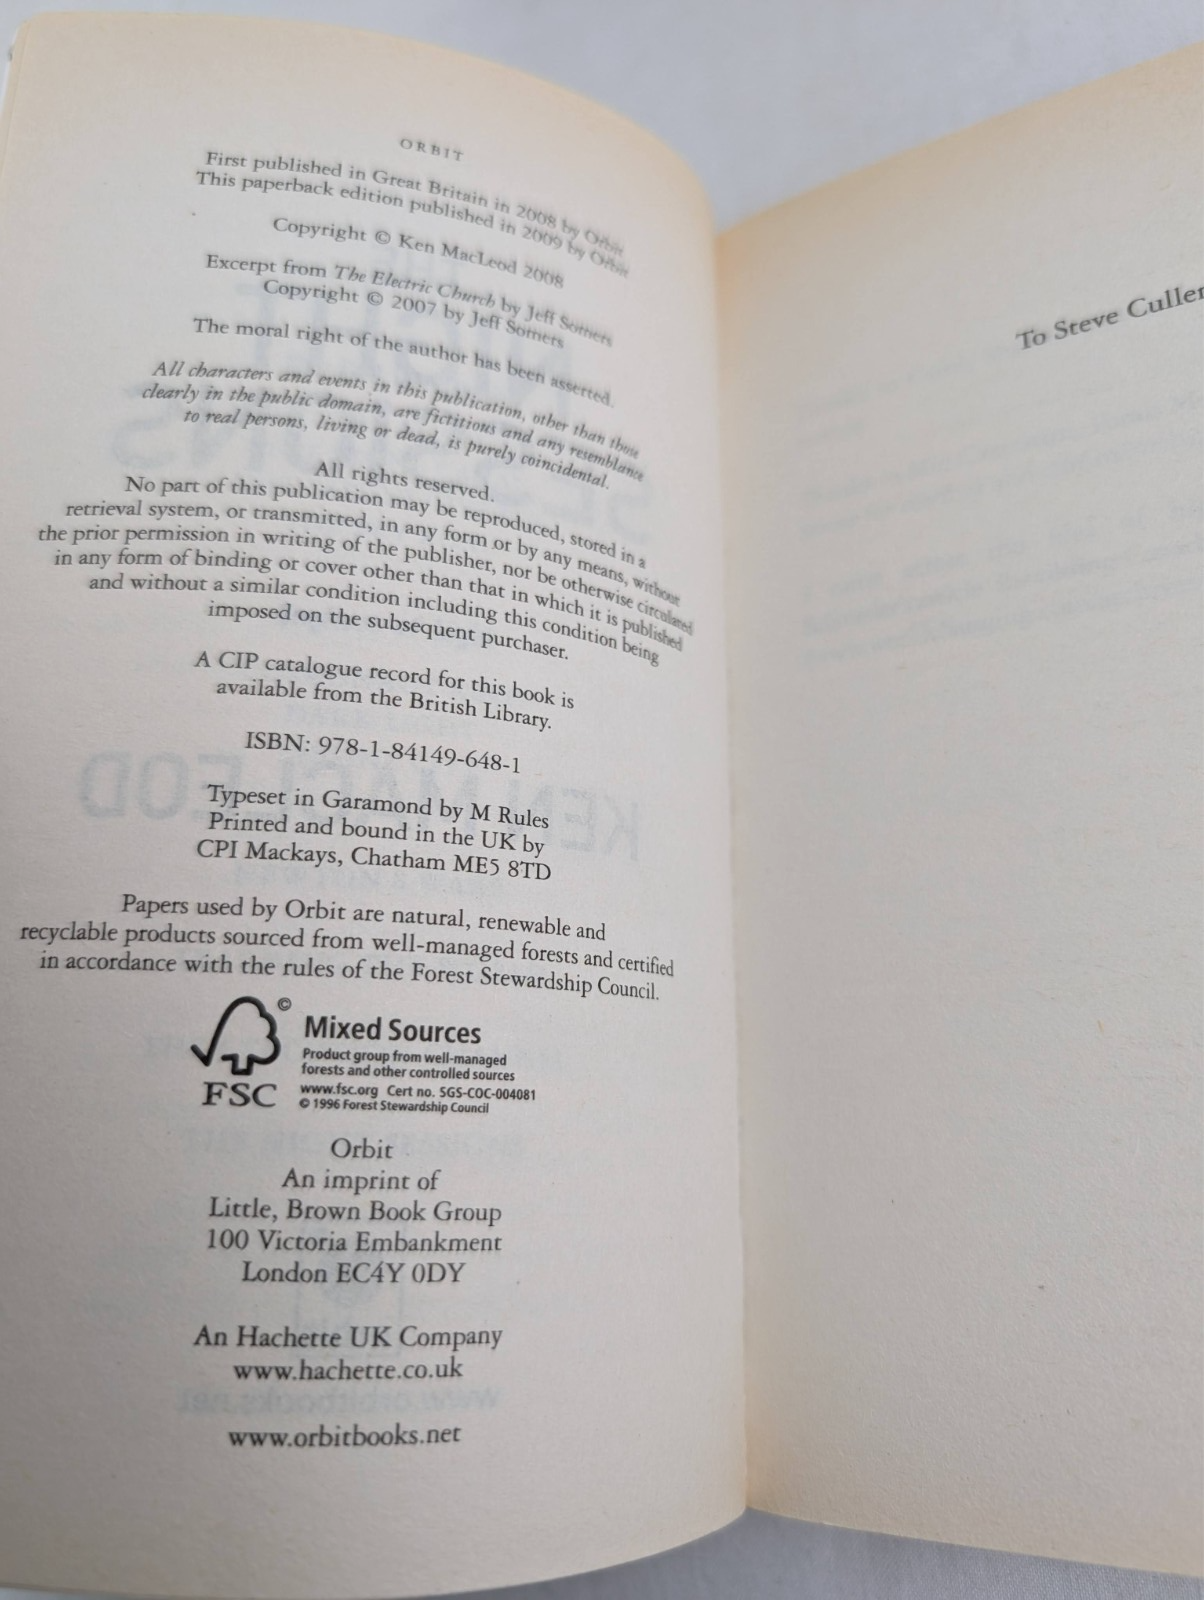 ORBIT
First published in Great Britain in 2008 by Orbit
This paperback edition published in 2009 by Orbit
Copyright © Ken MacLeod 2008
Excerpt from The Electric Church by Jeff Somers
Copyright © 2007 by Jeff Somers
The moral right of the author has been asserted.
All characters and events in this publication, other than those
clearly in the public domain, are fictitious and any resemblance
to real persons, living or dead, is purely coincidental.
All rights reserved.
No part of this publication may be reproduced, stored in a
retrieval system, or transmitted, in any form or by any means, without
the prior permission in writing of the publisher, nor be otherwise circulated
in any form of binding or cover other than that in which it is published
and without a similar condition including this condition being
imposed on the subsequent purchaser.
A CIP catalogue record for this book is
available from the British Library.
ISBN: 978-1-84149-648-1
Typeset in Garamond by M Rules
Printed and bound in the UK by
CPI Mackays, Chatham ME5 8TD
Papers used by Orbit are natural, renewable and
recyclable products sourced from well-managed forests and certified
in accordance with the rules of the Forest Stewardship Council.
©
FSC
Mixed Sources
Product group from well-managed
forests and other controlled sources
www.fsc.org Cert no. SGS-COC-004081
© 1996 Forest Stewardship Council
Orbit
An imprint of
Little, Brown Book Group
100 Victoria Embankment
London EC4Y 0DY
An Hachette UK Company
www.hachette.co.uk
www.orbitbooks.net
To Steve Cullen